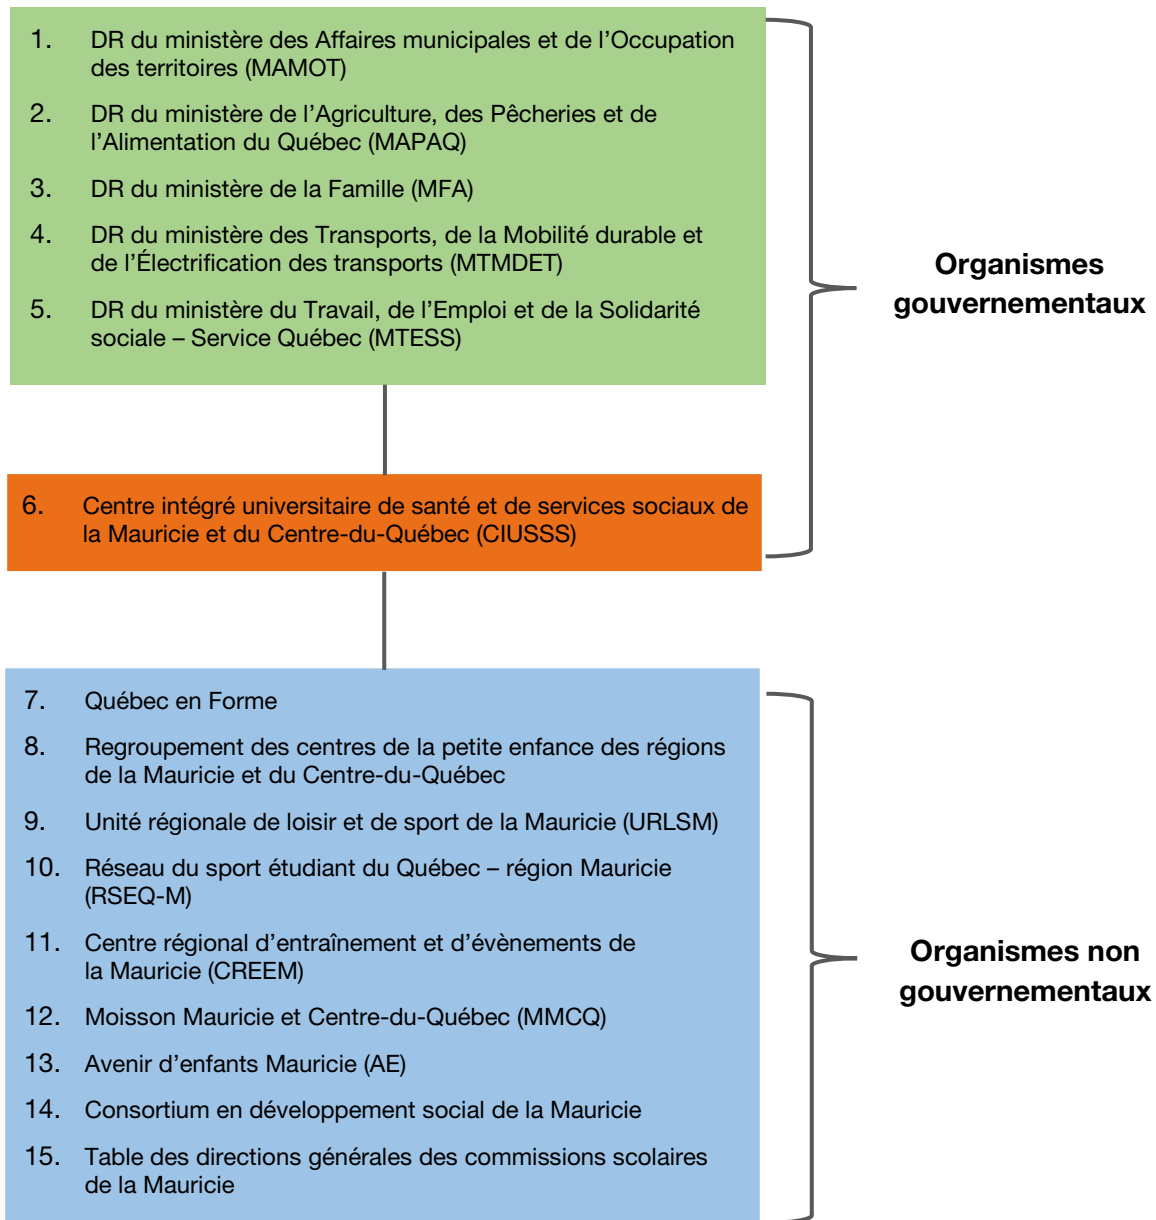 1. DR du ministère des Affaires municipales et de l’Occupation
des territoires (MAMOT)
2. DR du ministère de l’Agriculture, des Pêcheries et de
l’Alimentation du Québec (MAPAQ)
3. DR du ministère de la Famille (MFA)
4. DR du ministère des Transports, de la Mobilité durable et
de l’Électrification des transports (MTMDET)
5. DR du ministère du Travail, de l’Emploi et de la Solidarité
sociale – Service Québec (MTESS)
Organismes
gouvernementaux
6. Centre intégré universitaire de santé et de services sociaux de
la Mauricie et du Centre-du-Québec (CIUSSS)
7. Québec en Forme
8. Regroupement des centres de la petite enfance des régions
de la Mauricie et du Centre-du-Québec
9. Unité régionale de loisir et de sport de la Mauricie (URLSM)
10. Réseau du sport étudiant du Québec – région Mauricie
(RSEQ-M)
11. Centre régional d’entraînement et d’évènements de
la Mauricie (CREEM)
12. Moisson Mauricie et Centre-du-Québec (MMCQ)
13. Avenir d’enfants Mauricie (AE)
14. Consortium en développement social de la Mauricie
15. Table des directions générales des commissions scolaires
de la Mauricie
Organismes non
gouvernementaux